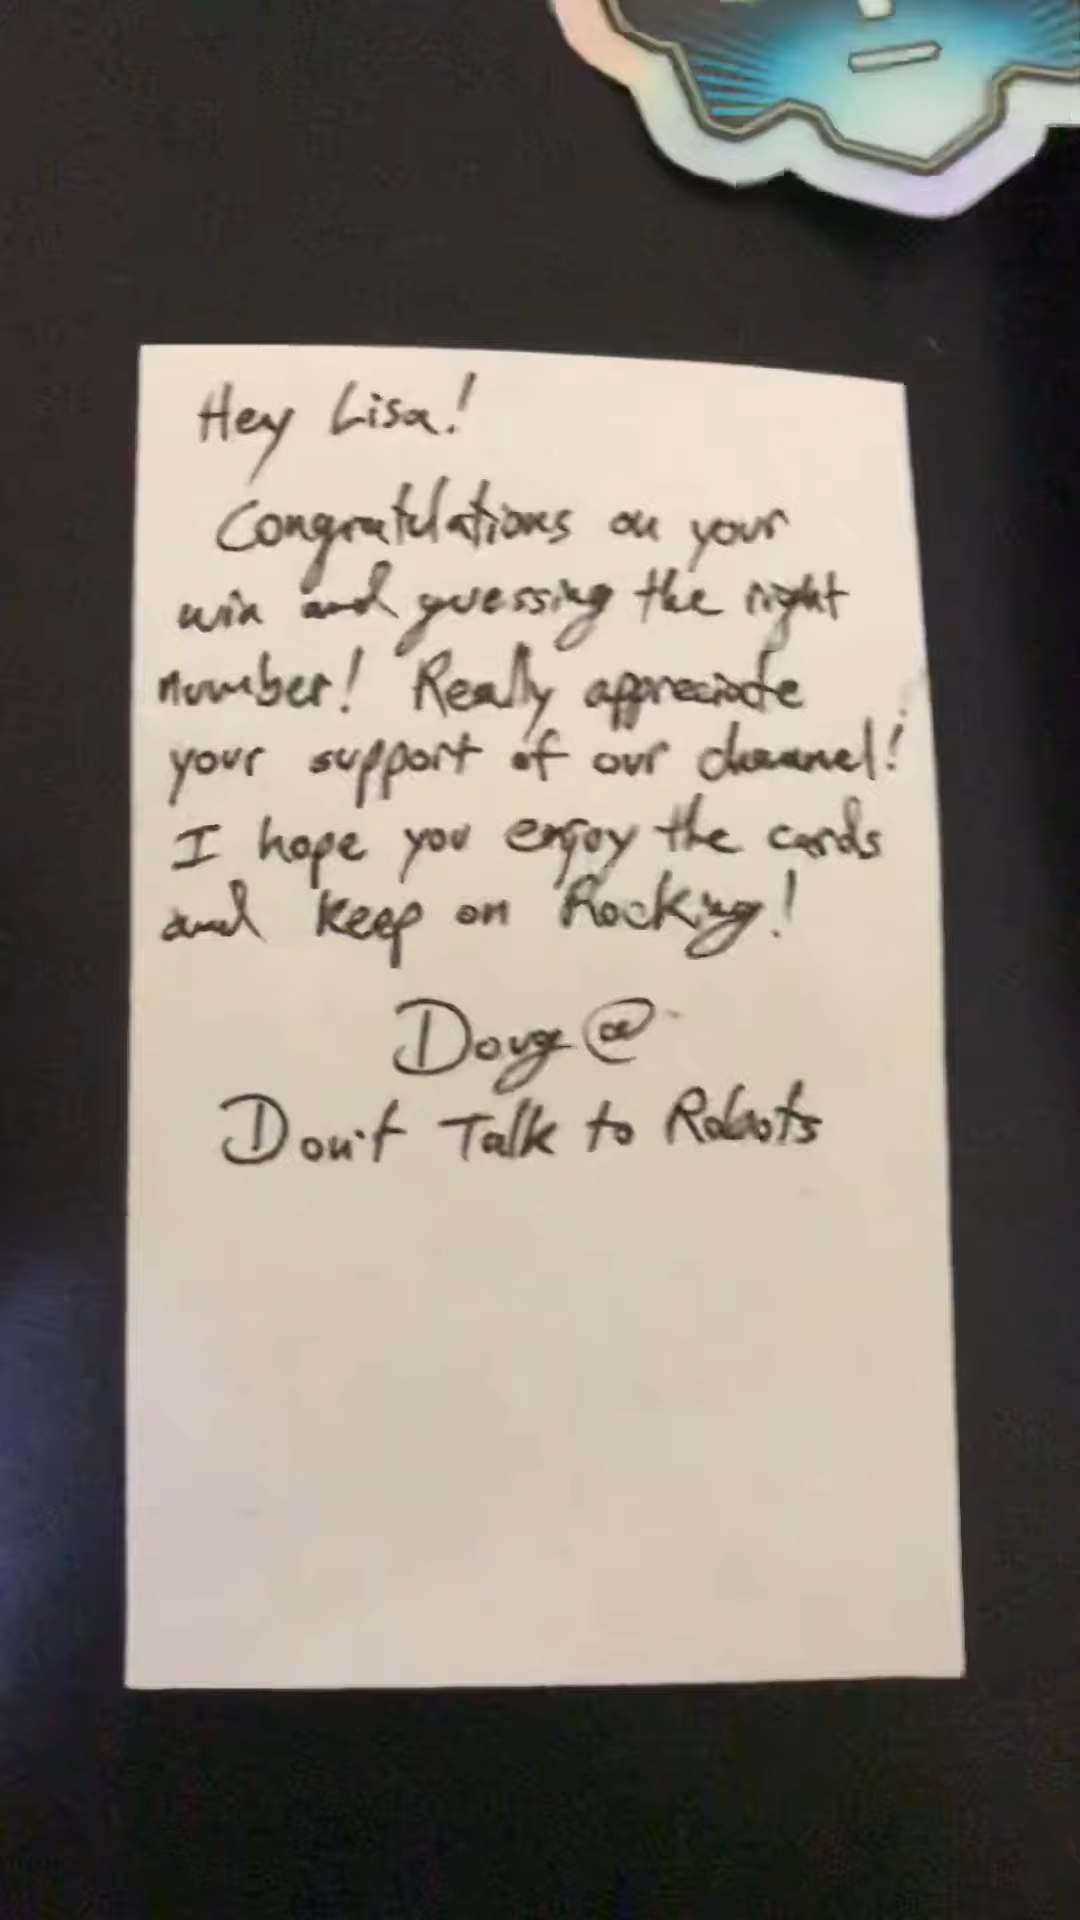 Hey Lisa!
Congratulations on your
win and guessing the right
number! Really appreciate
your support of our channel!
I hope you enjoy the cards
and keep on Rocking!
Doug @
Don't Talk to Robots